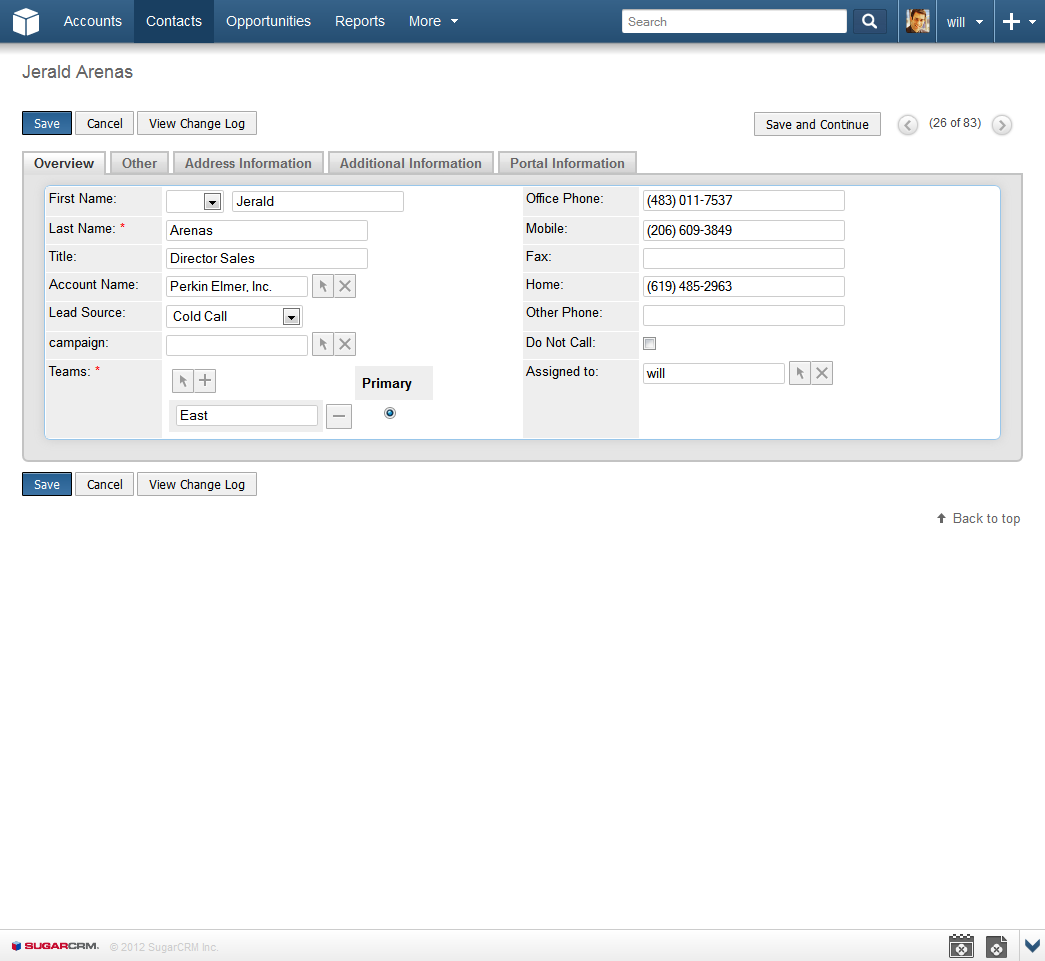 Accounts Contacts Opportunities Reports More Search will
Jerald Arenas
Save Cancel View Change Log Save and Continue (26 of 83)
Overview Other Address Information Additional Information Portal Information
First Name: Jerald Office Phone: (483) 011-7537
Last Name: * Arenas Mobile: (206) 609-3849
Title: Director Sales Fax:
Account Name: Perkin Elmer, Inc. Home: (619) 485-2963
Lead Source: Cold Call Other Phone:
campaign: Do Not Call:
Teams: * Primary Assigned to: will
East
Save Cancel View Change Log
Back to top
SUGARCRM. © 2012 SugarCRM Inc.